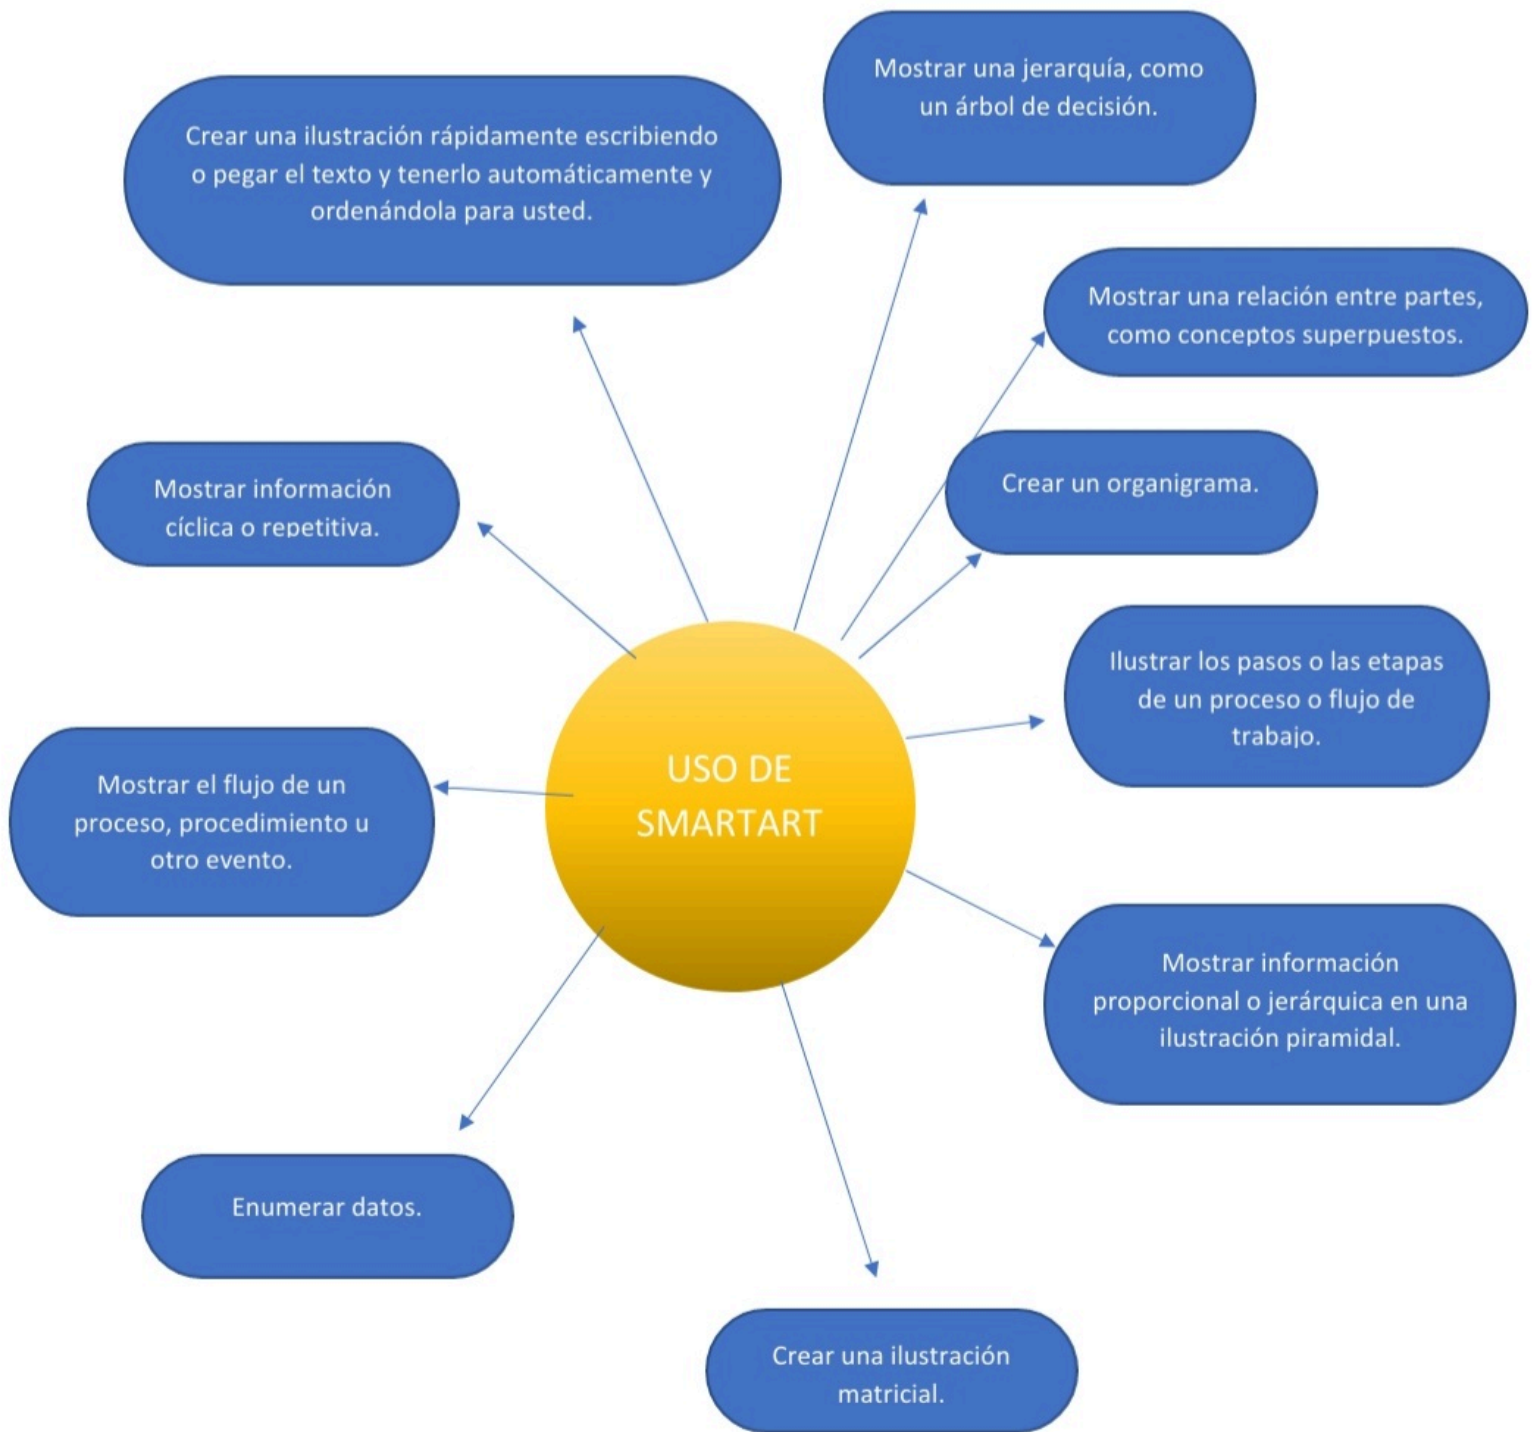 Mostrar una jerarquía, como
un árbol de decisión.
Crear una ilustración rápidamente escribiendo
o pegar el texto y tenerlo automáticamente y
ordenándola para usted.
Mostrar una relación entre partes,
como conceptos superpuestos.
Mostrar información
cíclica o repetitiva.
Crear un organigrama.
Ilustrar los pasos o las etapas
de un proceso o flujo de
trabajo.
USO DE
SMARTART
Mostrar el flujo de un
proceso, procedimiento u
otro evento.
Mostrar información
proporcional o jerárquica en una
ilustración piramidal.
Enumerar datos.
Crear una ilustración
matricial.